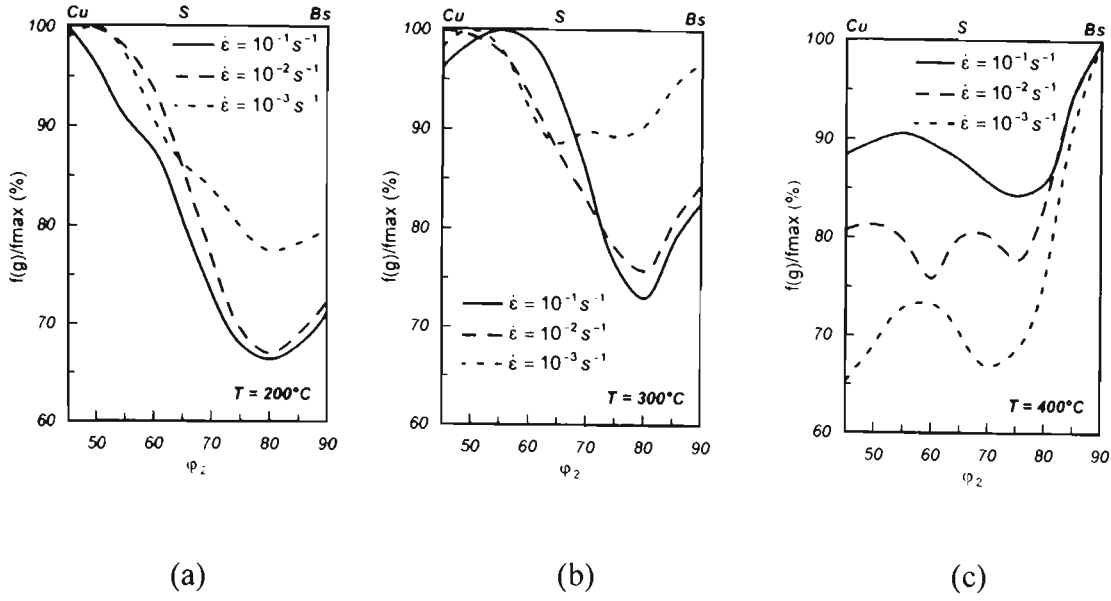 Cu S Bs
100
90
80
70
60
f(g)/fmax (%)
ε̇ = 10⁻¹ s⁻¹
ε̇ = 10⁻² s⁻¹
ε̇ = 10⁻³ s⁻¹
T = 200°C
50 60 70 80 90
φ₂
(a)
Cu S Bs
100
90
80
70
60
f(g)/fmax (%)
ε̇ = 10⁻¹ s⁻¹
ε̇ = 10⁻² s⁻¹
ε̇ = 10⁻³ s⁻¹
T = 300°C
50 60 70 80 90
φ₂
(b)
Cu S Bs
100
90
80
70
60
f(g)/fmax (%)
ε̇ = 10⁻¹ s⁻¹
ε̇ = 10⁻² s⁻¹
ε̇ = 10⁻³ s⁻¹
T = 400°C
50 60 70 80 90
φ₂
(c)